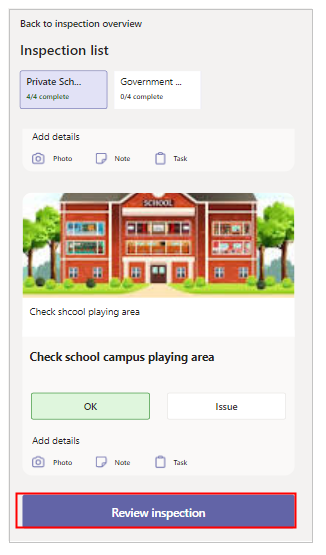 Back to inspection overview
Inspection list
Private Sch... Government ...
4/4 complete 0/4 complete
Add details
Photo Note Task
SCHOOL
Check shcool playing area
Check school campus playing area
OK Issue
Add details
Photo Note Task
Review inspection